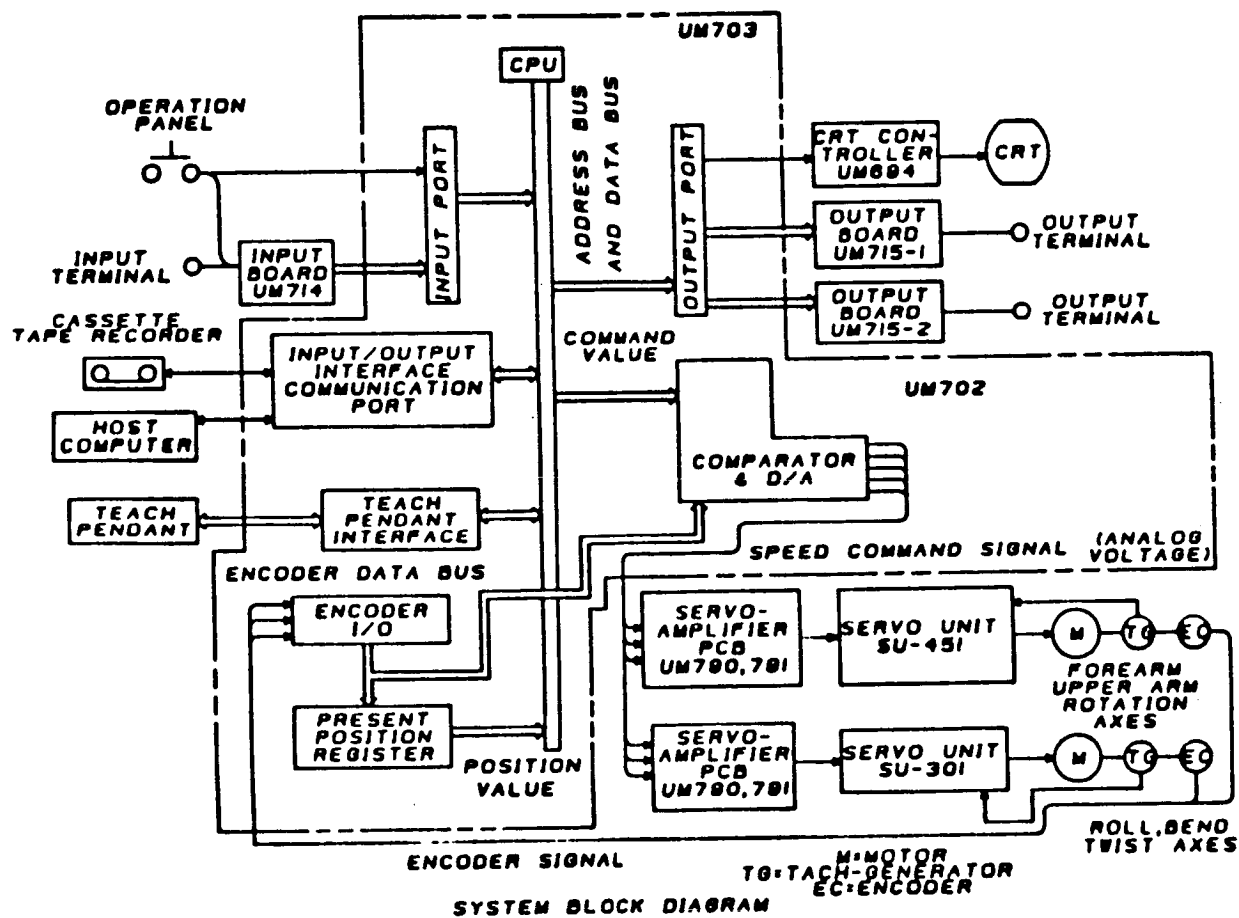 UM703
CPU
OPERATION
PANEL
INPUT PORT
ADDRESS BUS
AND DATA BUS
OUTPUT PORT
CRT CON-
TROLLER
UM694
CRT
INPUT
TERMINAL
INPUT
BOARD
UM714
OUTPUT
BOARD
UM715-1
OUTPUT
TERMINAL
OUTPUT
BOARD
UM715-2
OUTPUT
TERMINAL
CASSETTE
TAPE RECORDER
INPUT/OUTPUT
INTERFACE
COMMUNICATION
PORT
COMMAND
VALUE
UM702
HOST
COMPUTER
COMPARATOR
& D/A
TEACH
PENDANT
TEACH
PENDANT
INTERFACE
SPEED COMMAND SIGNAL
(ANALOG
VOLTAGE)
ENCODER DATA BUS
ENCODER
I/O
SERVO-
AMPLIFIER
PCB
UM790,791
SERVO UNIT
SU-451
M
TG
EC
FOREARM
UPPER ARM
ROTATION
AXES
PRESENT
POSITION
REGISTER
POSITION
VALUE
SERVO-
AMPLIFIER
PCB
UM790,791
SERVO UNIT
SU-301
M
TG
EC
ROLL,BEND
TWIST AXES
ENCODER SIGNAL
M=MOTOR
TG=TACH-GENERATOR
EC=ENCODER
SYSTEM BLOCK DIAGRAM